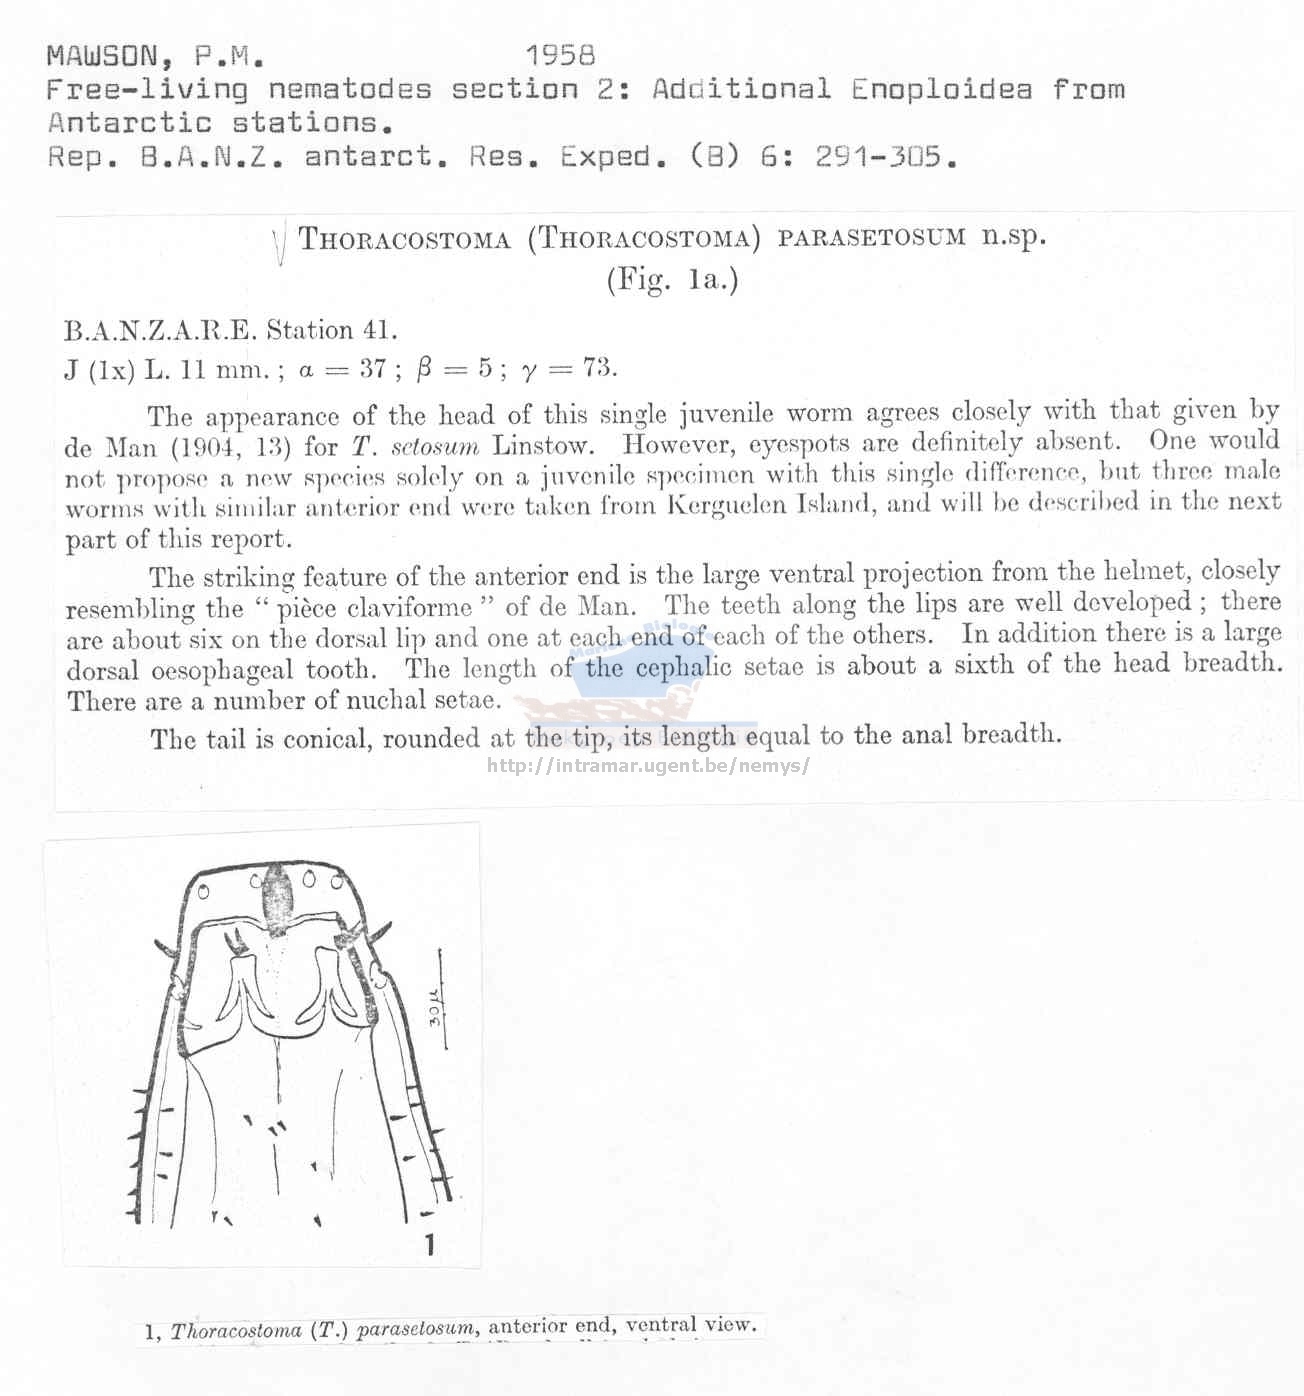 MAWSON, P.M. 1958
Free-living nematodes section 2: Additional Enoploidea from
Antarctic stations.
Rep. B.A.N.Z. antarct. Res. Exped. (B) 6: 291-305.
THORACOSTOMA (THORACOSTOMA) PARASETOSUM n.sp.
(Fig. 1a.)
B.A.N.Z.A.R.E. Station 41.
J (1x) L. 11 mm. ; α = 37 ; β = 5 ; γ = 73.
The appearance of the head of this single juvenile worm agrees closely with that given by
de Man (1904, 13) for T. setosum Linstow. However, eyespots are definitely absent. One would
not propose a new species solely on a juvenile specimen with this single difference, but three male
worms with similar anterior end were taken from Kerguelen Island, and will be described in the next
part of this report.
The striking feature of the anterior end is the large ventral projection from the helmet, closely
resembling the “ pièce claviforme ” of de Man. The teeth along the lips are well developed ; there
are about six on the dorsal lip and one at each end of each of the others. In addition there is a large
dorsal oesophageal tooth. The length of the cephalic setae is about a sixth of the head breadth.
There are a number of nuchal setae.
The tail is conical, rounded at the tip, its length equal to the anal breadth.
http://intramar.ugent.be/nemys/
30µ
1
1, Thoracostoma (T.) parasetosum, anterior end, ventral view.